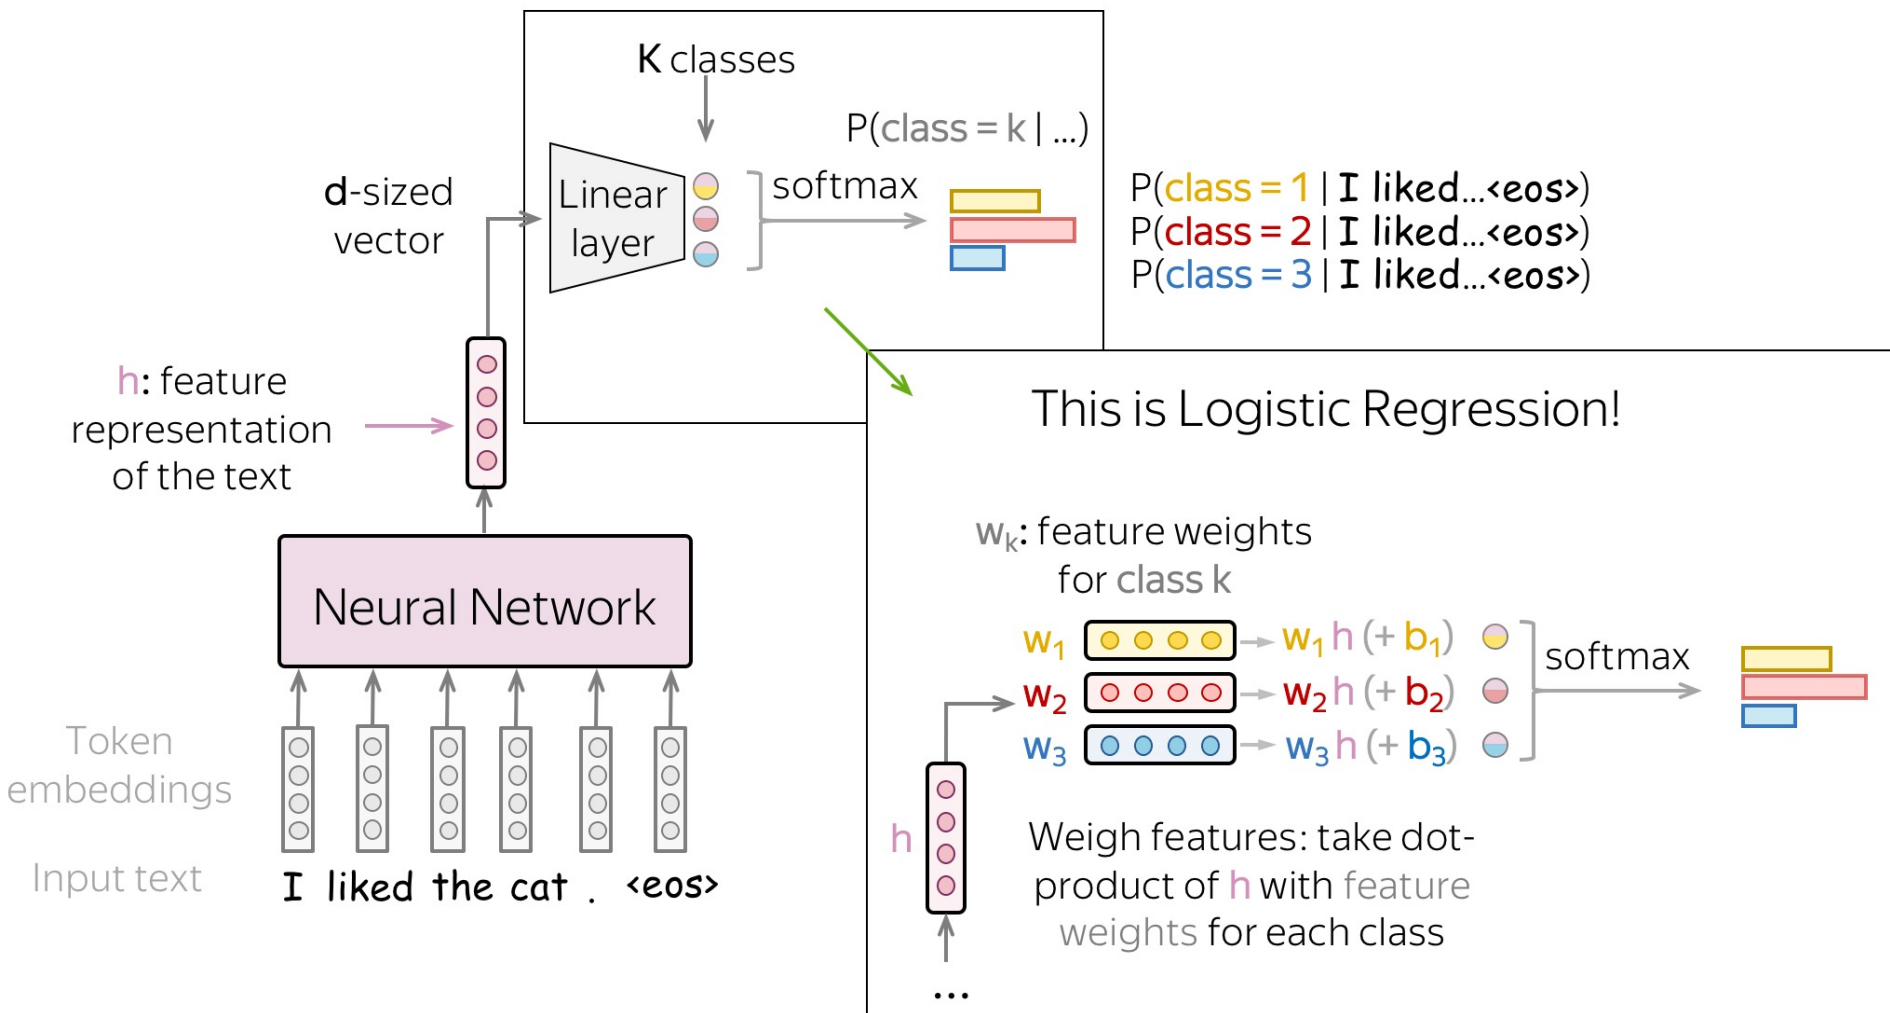 K classes
P(class = k | ...)
d-sized
vector
Linear
layer
softmax
P(class = 1 | I liked...<eos>)
P(class = 2 | I liked...<eos>)
P(class = 3 | I liked...<eos>)
h: feature
representation
of the text
Neural Network
Token
embeddings
Input text
I liked the cat . <eos>
This is Logistic Regression!
wₖ: feature weights
for class k
w₁ w₁ h (+ b₁)
w₂ w₂ h (+ b₂)
w₃ w₃ h (+ b₃)
softmax
h
Weigh features: take dot-
product of h with feature
weights for each class
...